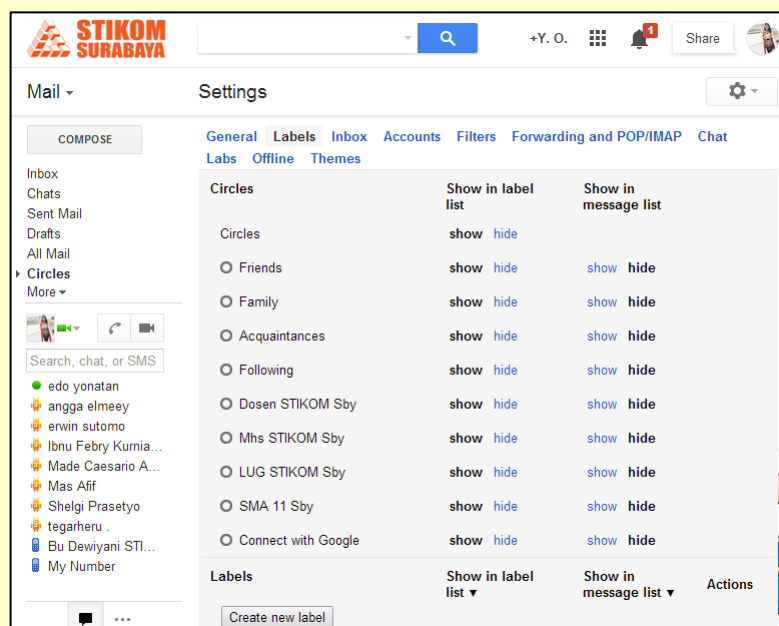 STIKOM
SURABAYA
+Y. O.
1
Share
Mail
Settings
COMPOSE
General Labels Inbox Accounts Filters Forwarding and POP/IMAP Chat
Labs Offline Themes
Inbox
Chats
Sent Mail
Drafts
All Mail
Circles
More
Search, chat, or SMS
edo yonatan
angga elmeey
erwin sutomo
Ibnu Febry Kurnia...
Made Caesario A...
Mas Afif
Shelgi Prasetyo
tegarheru .
Bu Dewiyani STI...
My Number
Circles
Show in label
list
Show in
message list
Circles show hide
Friends show hide show hide
Family show hide show hide
Acquaintances show hide show hide
Following show hide show hide
Dosen STIKOM Sby show hide show hide
Mhs STIKOM Sby show hide show hide
LUG STIKOM Sby show hide show hide
SMA 11 Sby show hide show hide
Connect with Google show hide show hide
Labels
Show in label
list ▼
Show in
message list ▼
Actions
Create new label